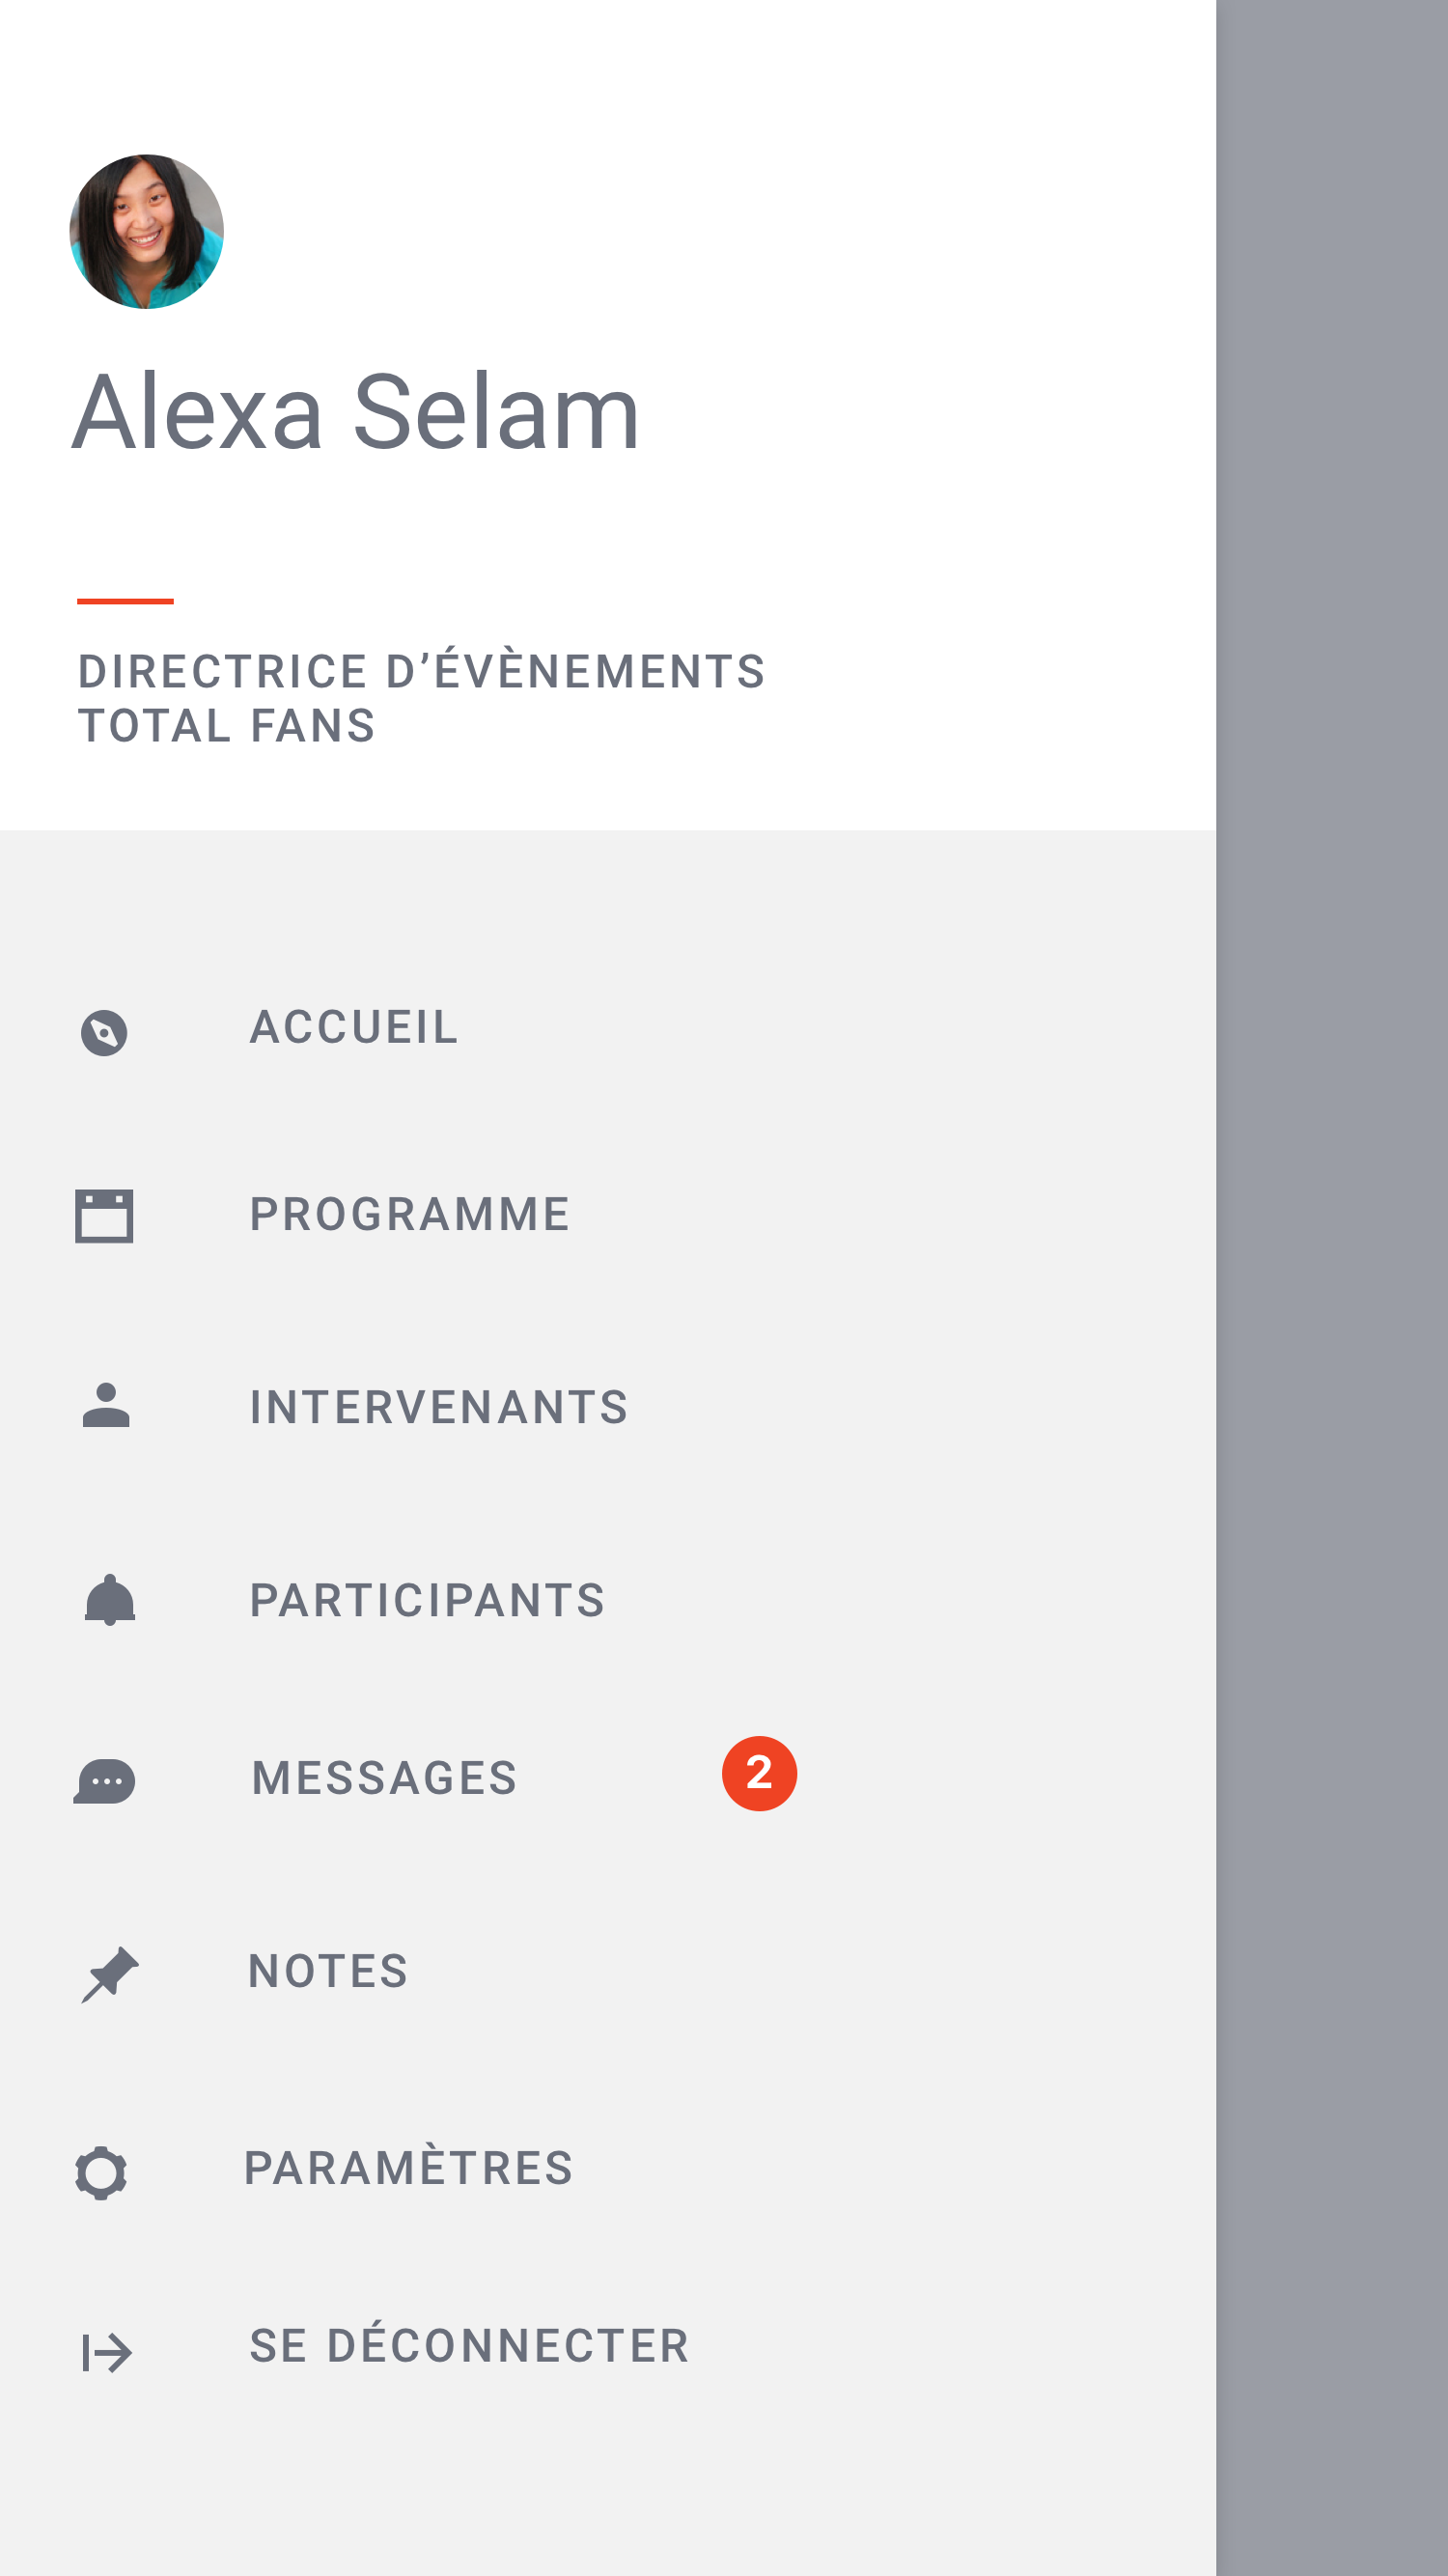 Alexa Selam
DIRECTRICE D’ÉVÈNEMENTS
TOTAL FANS
ACCUEIL
PROGRAMME
INTERVENANTS
PARTICIPANTS
MESSAGES 2
NOTES
PARAMÈTRES
SE DÉCONNECTER